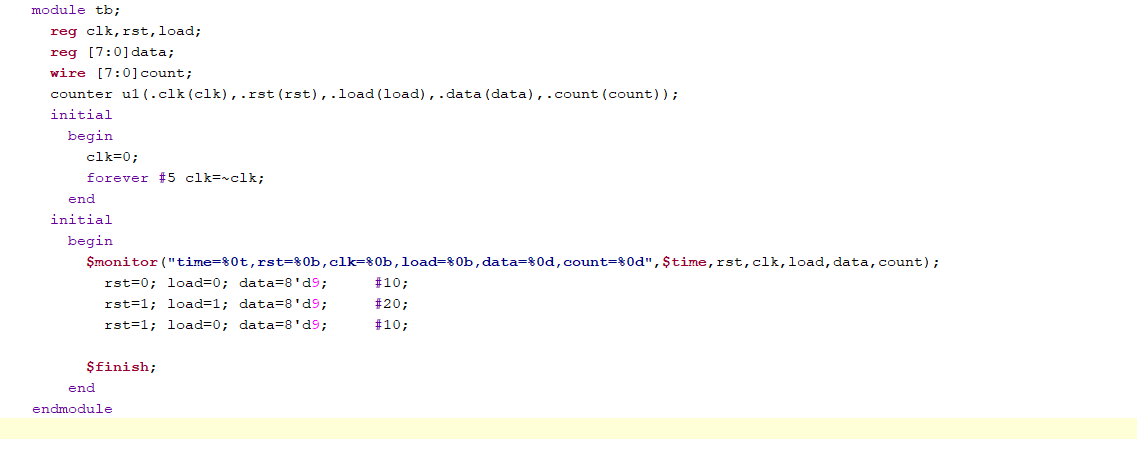 module tb;
reg clk,rst,load;
reg [7:0]data;
wire [7:0]count;
counter u1(.clk(clk),.rst(rst),.load(load),.data(data),.count(count));
initial
begin
clk=0;
forever #5 clk=~clk;
end
initial
begin
$monitor("time=%0t,rst=%0b,clk=%0b,load=%0b,data=%0d,count=%0d",$time,rst,clk,load,data,count);
rst=0; load=0; data=8'd9; #10;
rst=1; load=1; data=8'd9; #20;
rst=1; load=0; data=8'd9; #10;
$finish;
end
endmodule